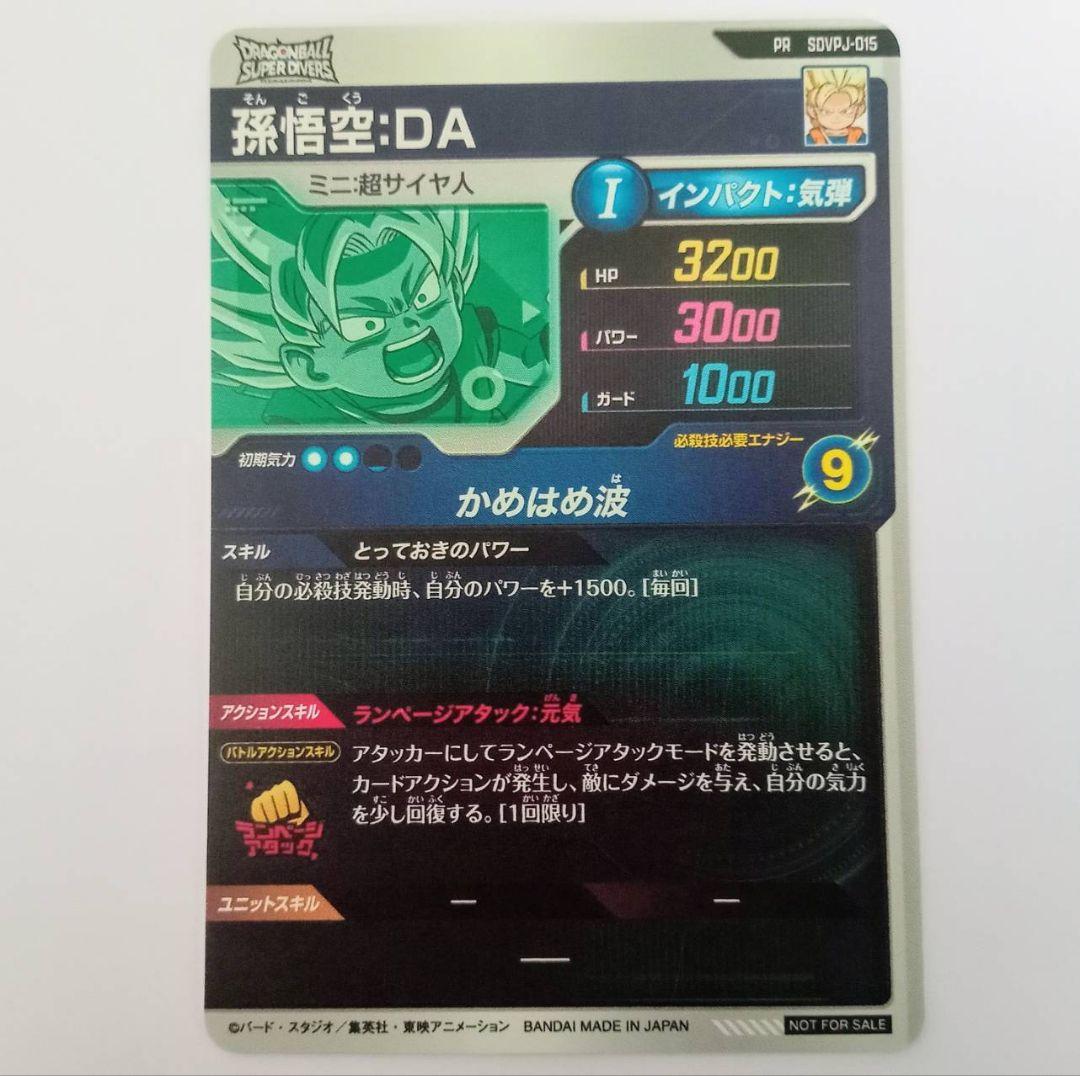 PR SDVPJ-015
DRAGONBALL
SUPER DIVERS
そん ご くう
孫悟空:DA
ミニ:超サイヤ人
I インパクト:気弾
HP 3200
パワー 3000
ガード 1000
初期気力
必殺技必要エナジー
9
は
かめはめ波
スキル とっておきのパワー
じ ぶん ひっ さつ わざ はつ どう じ じ ぶん まい かい
自分の必殺技発動時、自分のパワーを+1500。[毎回]
げん き
アクションスキル ランページアタック:元気
バトルアクションスキル
はつ どう
アタッカーにしてランページアタックモードを発動させると、
はっ せい てき あた じ ぶん き りょく
カードアクションが発生し、敵にダメージを与え、自分の気力
すこ かい ふく かい かぎ
を少し回復する。[1回限り]
ランページ
アタック
ユニットスキル — —
—
©バード・スタジオ/集英社・東映アニメーション BANDAI MADE IN JAPAN NOT FOR SALE